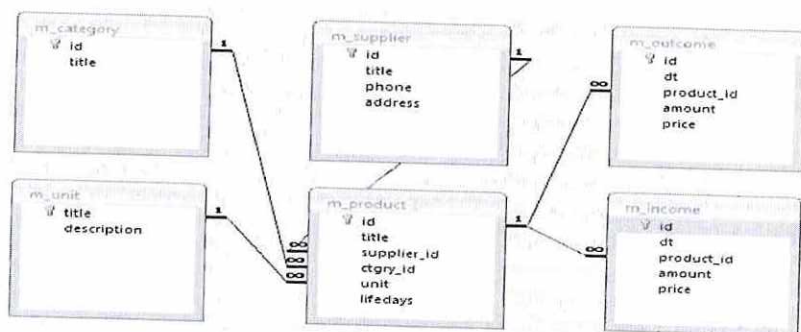 m_category
id
title
m_supplier
id
title
phone
address
m_outcome
id
dt
product_id
amount
price
m_unit
title
description
m_product
id
title
supplier_id
ctgry_id
unit
lifedays
m_income
id
dt
product_id
amount
price
1
1
1
1
∞
∞
∞
∞
∞